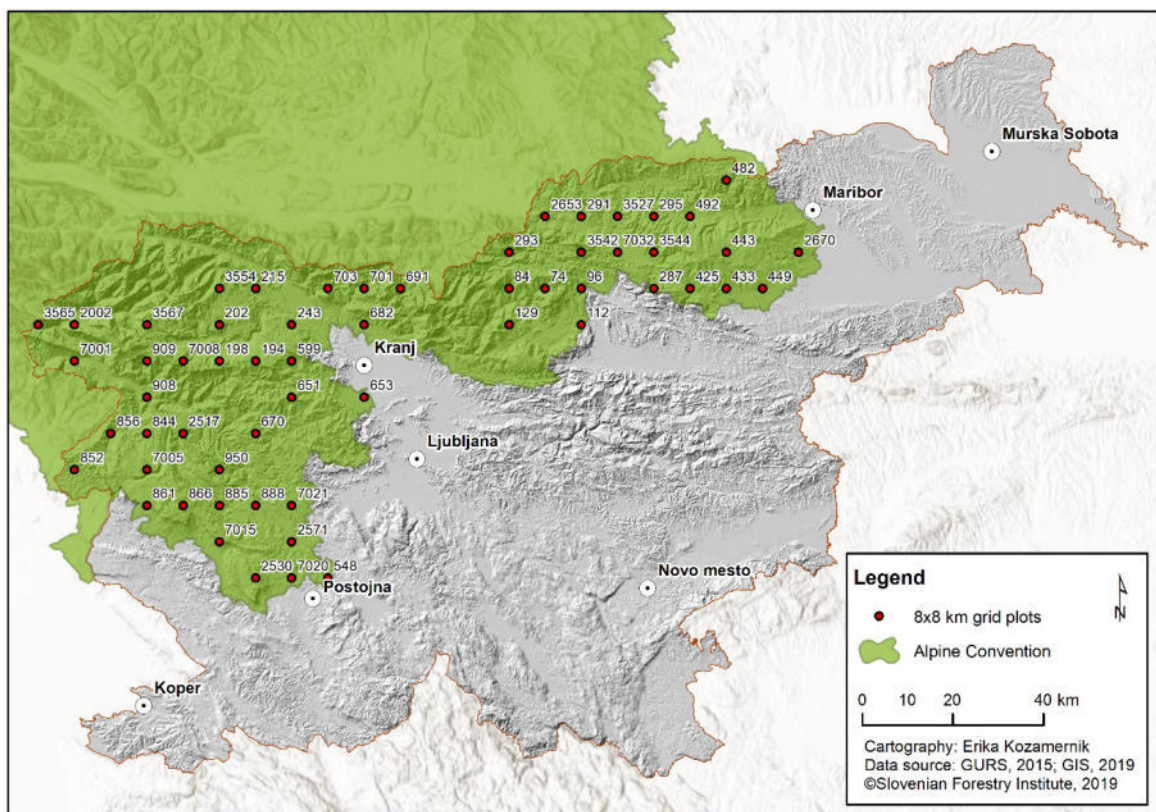 Murska Sobota
482
Maribor
2653 291 3527 295 492
293 3542 7032 3544 443 2670
3554 215 703 701 691 84 74 96 287 425 433 449
3565 2002 3567 202 243 682 129 112
7001 909 7008 198 194 599 Kranj
908 651 653
856 844 2517 670
Ljubljana
852 7005 950
861 866 885 888 7021
7015 2571
2530 7020 548
Postojna
Novo mesto
Koper
Legend
8x8 km grid plots
Alpine Convention
N
0 10 20 40 km
Cartography: Erika Kozamernik
Data source: GURS, 2015; GIS, 2019
©Slovenian Forestry Institute, 2019